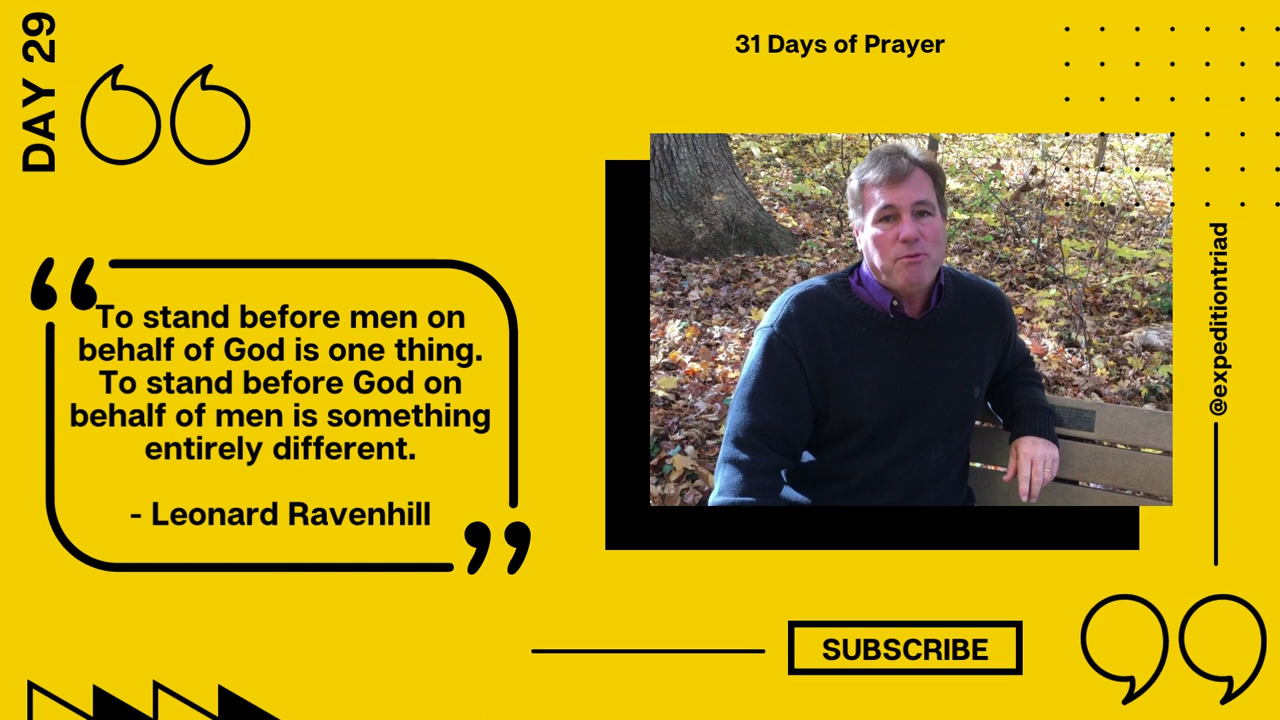 DAY 29
31 Days of Prayer
“To stand before men on
behalf of God is one thing.
To stand before God on
behalf of men is something
entirely different.
- Leonard Ravenhill”
@expeditiontriad
SUBSCRIBE